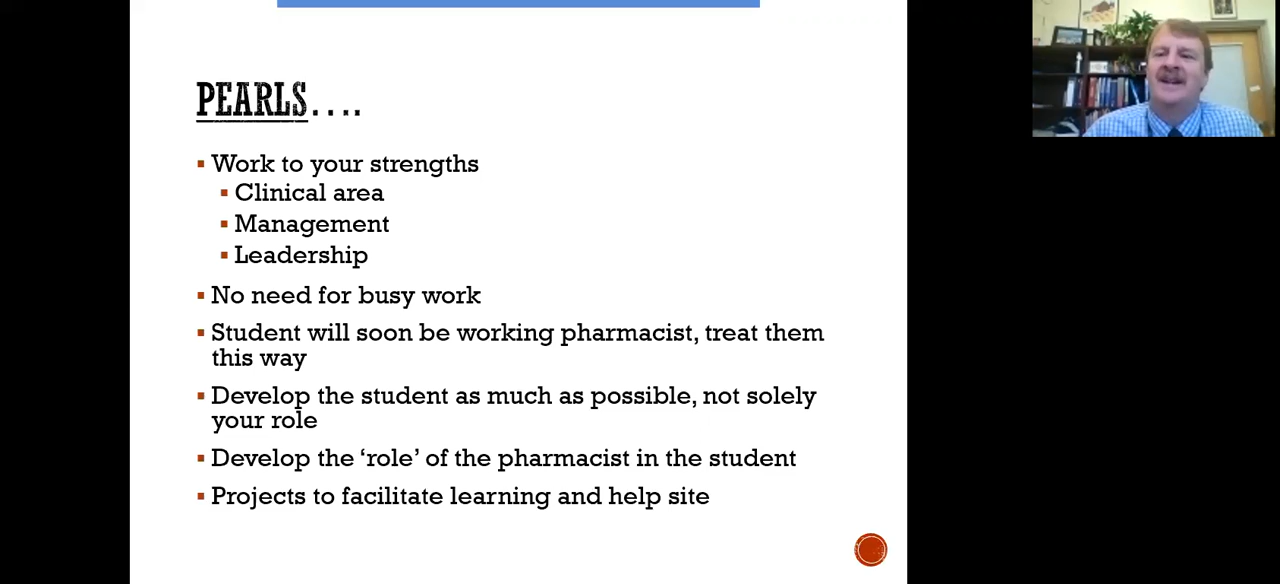 PEARLS....
▪ Work to your strengths
▪ Clinical area
▪ Management
▪ Leadership
▪ No need for busy work
▪ Student will soon be working pharmacist, treat them
this way
▪ Develop the student as much as possible, not solely
your role
▪ Develop the ‘role’ of the pharmacist in the student
▪ Projects to facilitate learning and help site